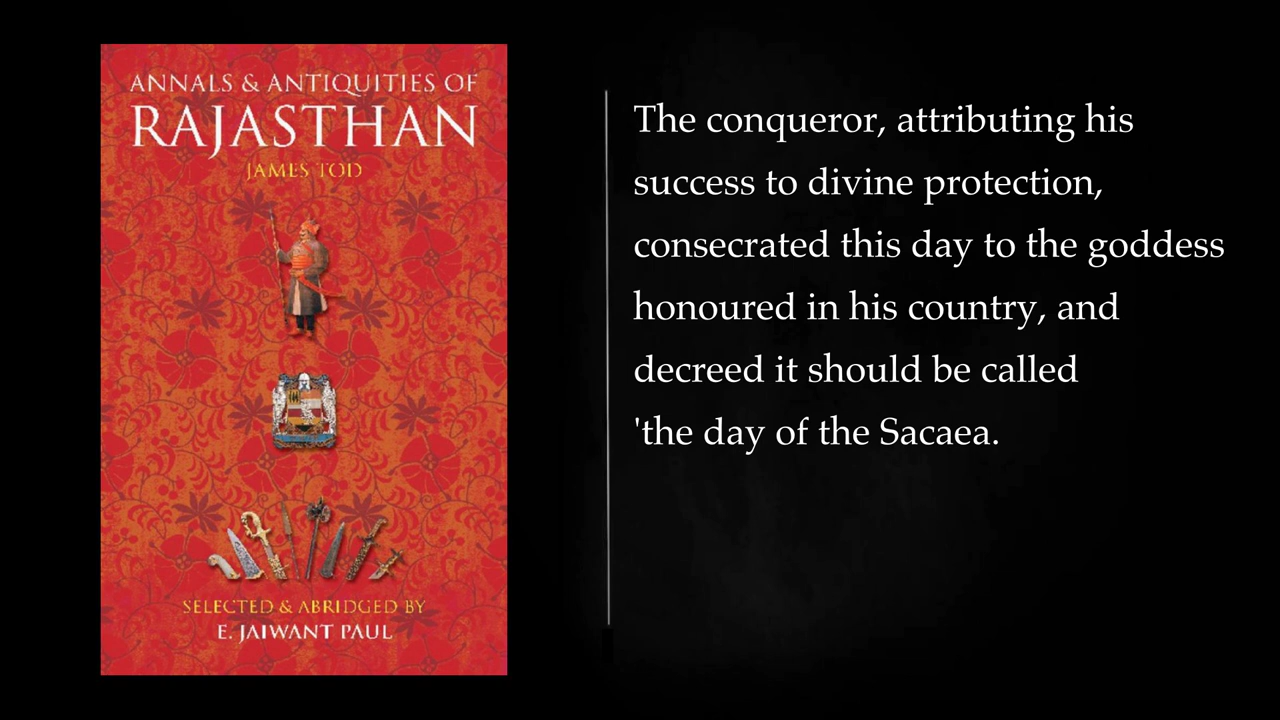 ANNALS & ANTIQUITIES OF
RAJASTHAN
JAMES TOD
SELECTED & ABRIDGED BY
E. JAIWANT PAUL
The conqueror, attributing his
success to divine protection,
consecrated this day to the goddess
honoured in his country, and
decreed it should be called
'the day of the Sacaea.